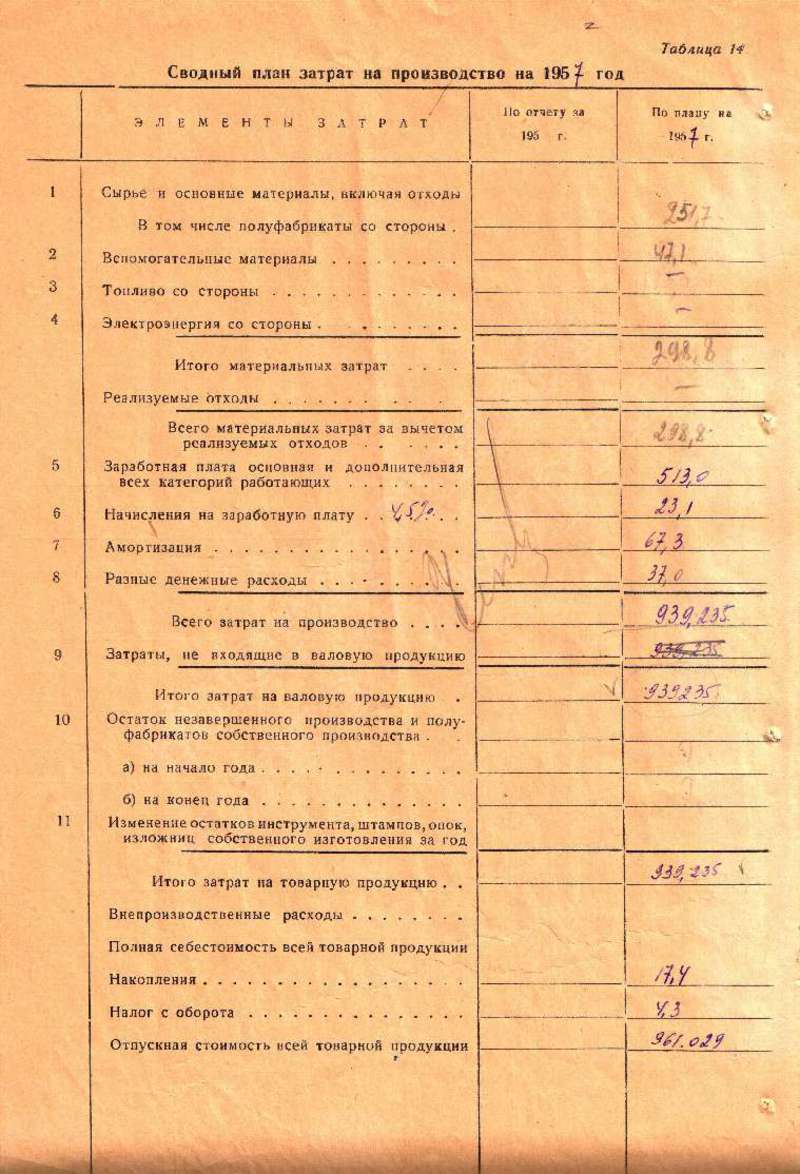 2
Таблица 14
Сводный план затрат на производство на 1957 год
ЭЛЕМЕНТЫ ЗАТРАТ
По отчету за 195 г.
По плану на 1957 г.
1 Сырье и основные материалы, включая отходы
251,7
В том числе полуфабрикаты со стороны .
2 Вспомогательные материалы . . . . . . . . . 47,1
3 Топливо со стороны . . . . . . . . . . . . . —
4 Электроэнергия со стороны . . . . . . . . . —
Итого материальных затрат . . . . 298,8
Реализуемые отходы . . . . . . . . . . . —
Всего материальных затрат за вычетом
реализуемых отходов . . . . . . 298,8
5 Заработная плата основная и дополнительная
всех категорий работающих . . . . . . . . 513,0
6 Начисления на заработную плату . . 4,5% . . 23,1
7 Амортизация . . . . . . . . . . . . . . . . 67,3
8 Разные денежные расходы . . . . . . . . . . 37,0
Всего затрат на производство . . . . 939,235
9 Затраты, не входящие в валовую продукцию 939,235
Итого затрат на валовую продукцию . 939235
10 Остаток незавершенного производства и полу-
фабрикатов собственного производства . . .
а) на начало года . . . . . . . . . . . . .
б) на конец года . . . . . . . . . . . . . .
11 Изменение остатков инструмента, штампов, опок,
изложниц собственного изготовления за год
Итого затрат на товарную продукцию . . 939,235
Внепроизводственные расходы . . . . . . . .
Полная себестоимость всей товарной продукции
Накопления . . . . . . . . . . . . . . . . . 17,4
Налог с оборота . . . . . . . . . . . . . . 4,3
Отпускная стоимость всей товарной продукции 961.029